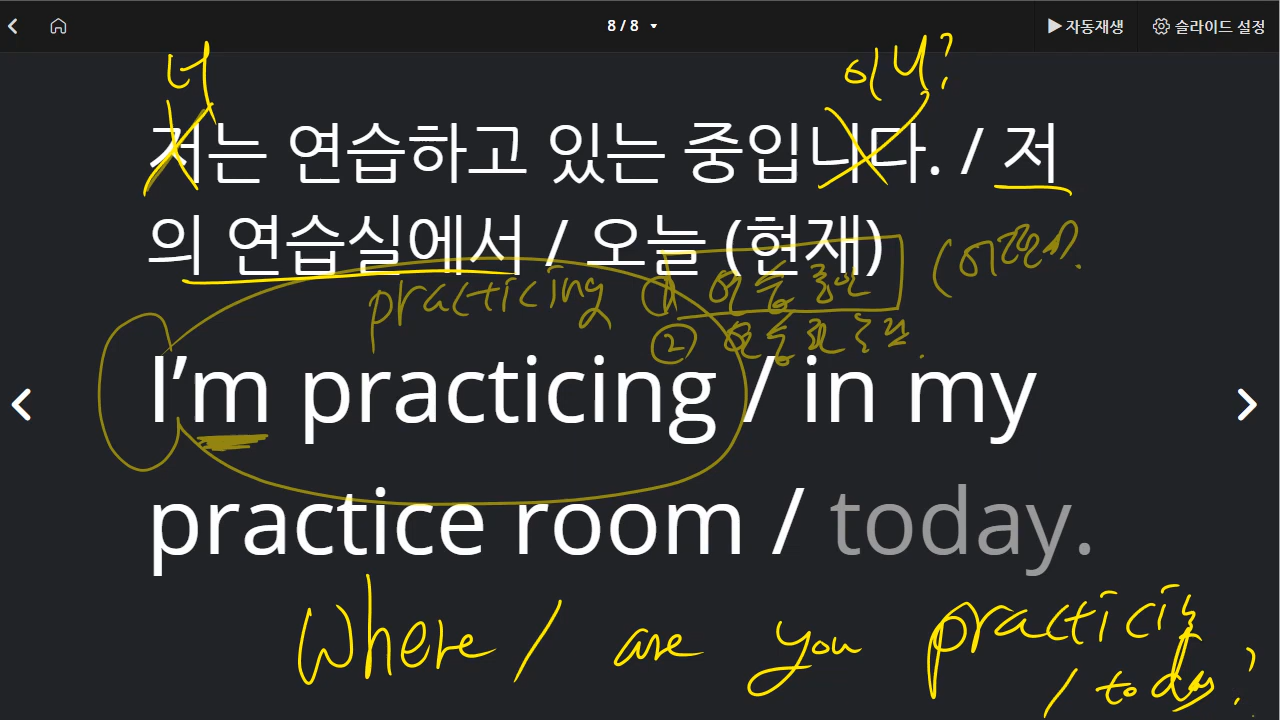 8 / 8 자동재생 슬라이드 설정
너
이니?
저는 연습하고 있는 중입니다. / 저
의 연습실에서 / 오늘 (현재)
practicing ① 연습중인
②
I’m practicing / in my
practice room / today.
Where / are you practicing
/ today?